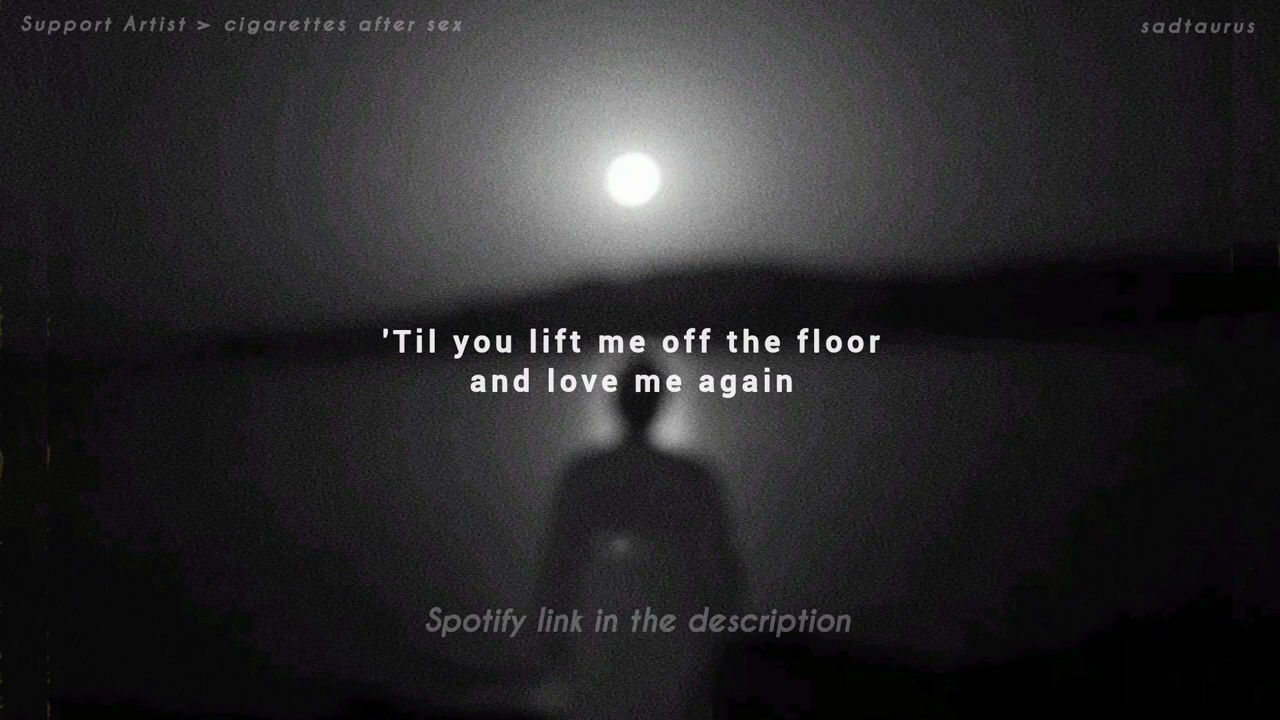 Support Artist > cigarettes after sex
sadtaurus
'Til you lift me off the floor
and love me again
Spotify link in the description